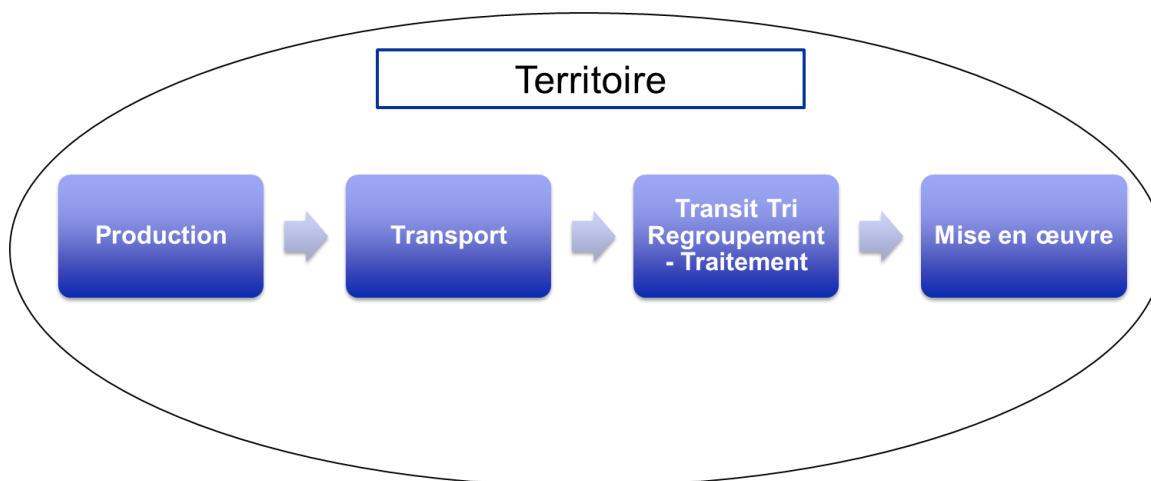 Territoire
Production
Transport
Transit Tri
Regroupement
- Traitement
Mise en œuvre